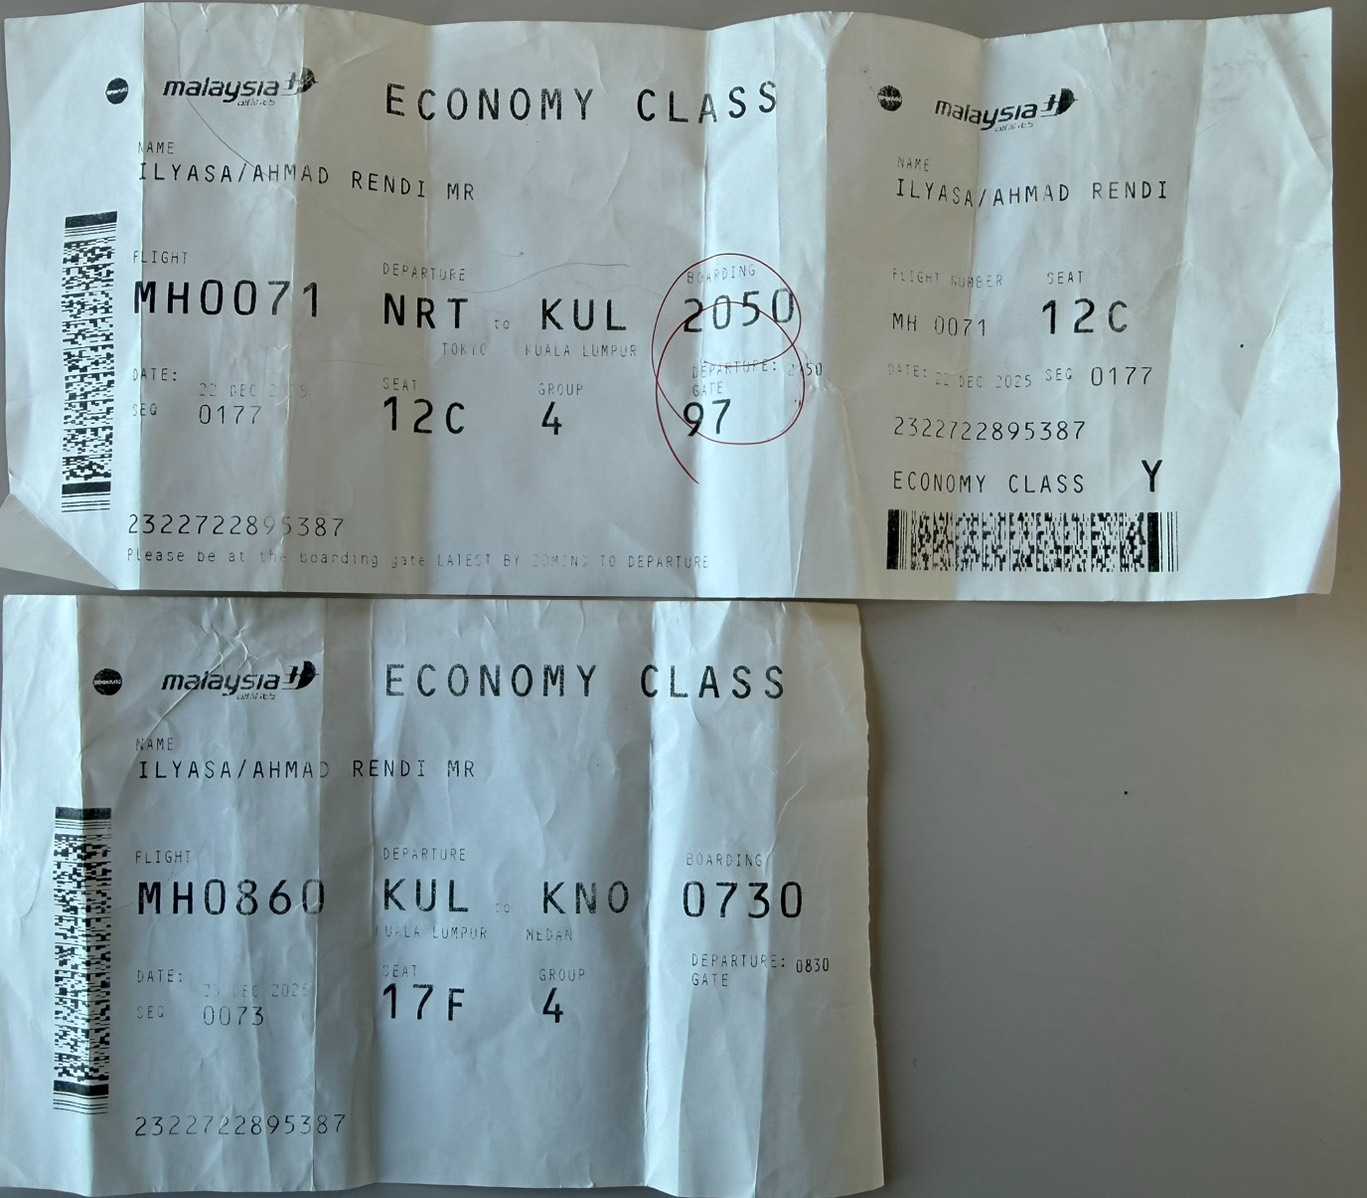 malaysia airlines
ECONOMY CLASS
NAME
ILYASA/AHMAD RENDI MR
FLIGHT
MH0071
DEPARTURE
NRT to KUL
TOKYO KUALA LUMPUR
BOARDING
2050
DEPARTURE:
GATE
97
DATE: 22 DEC
SEQ 0177
SEAT
12C
GROUP
4
2322722895387
Please be at the boarding gate LATEST BY TO DEPARTURE
malaysia airlines
NAME
ILYASA/AHMAD RENDI
FLIGHT NUMBER SEAT
MH 0071 12C
DATE: 22 DEC 2025 SEQ 0177
2322722895387
ECONOMY CLASS Y
malaysia airlines
ECONOMY CLASS
NAME
ILYASA/AHMAD RENDI MR
FLIGHT
MH0860
DEPARTURE
KUL to KNO
KUALA LUMPUR MEDAN
BOARDING
0730
DEPARTURE: 0830
GATE
DATE: DEC 2025
SEQ 0073
SEAT
17F
GROUP
4
2322722895387